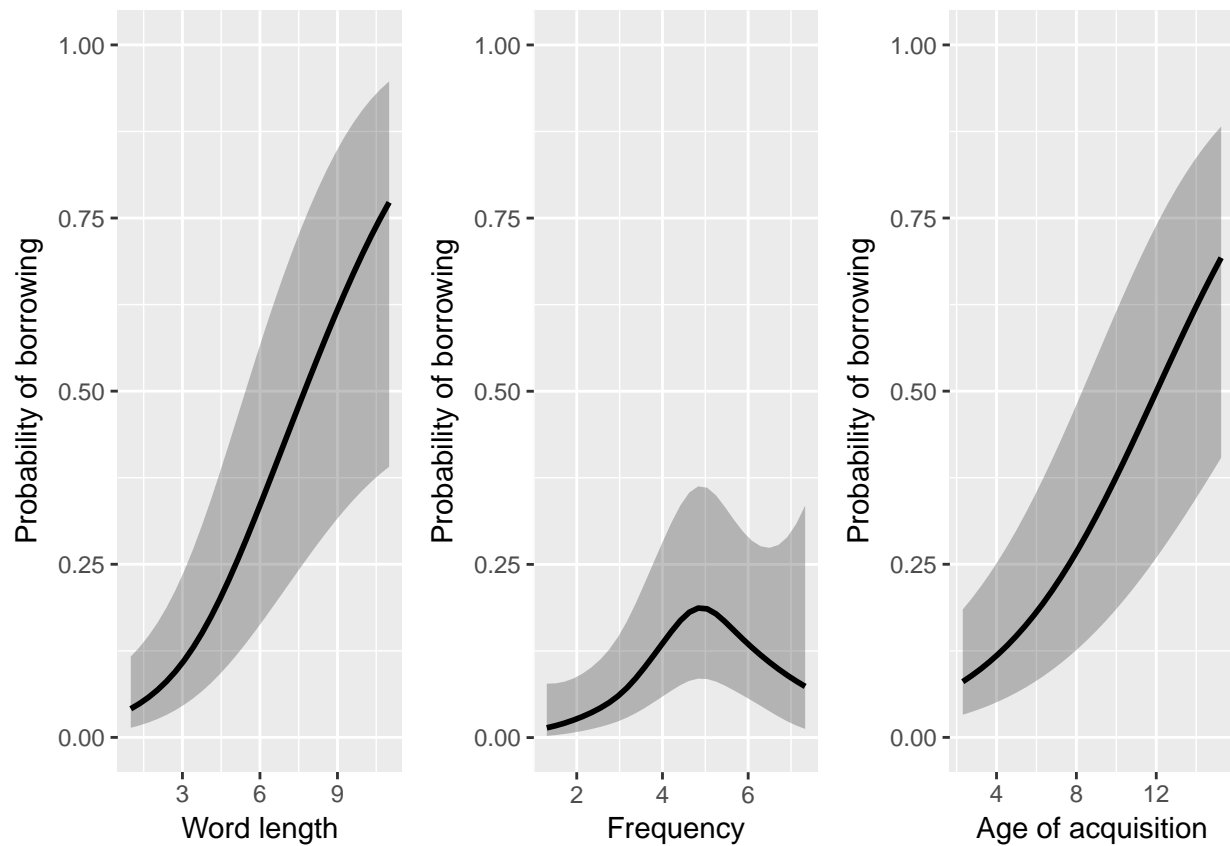 Probability of borrowing
1.00
0.75
0.50
0.25
0.00
3 6 9
Word length
Probability of borrowing
1.00
0.75
0.50
0.25
0.00
2 4 6
Frequency
Probability of borrowing
1.00
0.75
0.50
0.25
0.00
4 8 12
Age of acquisition